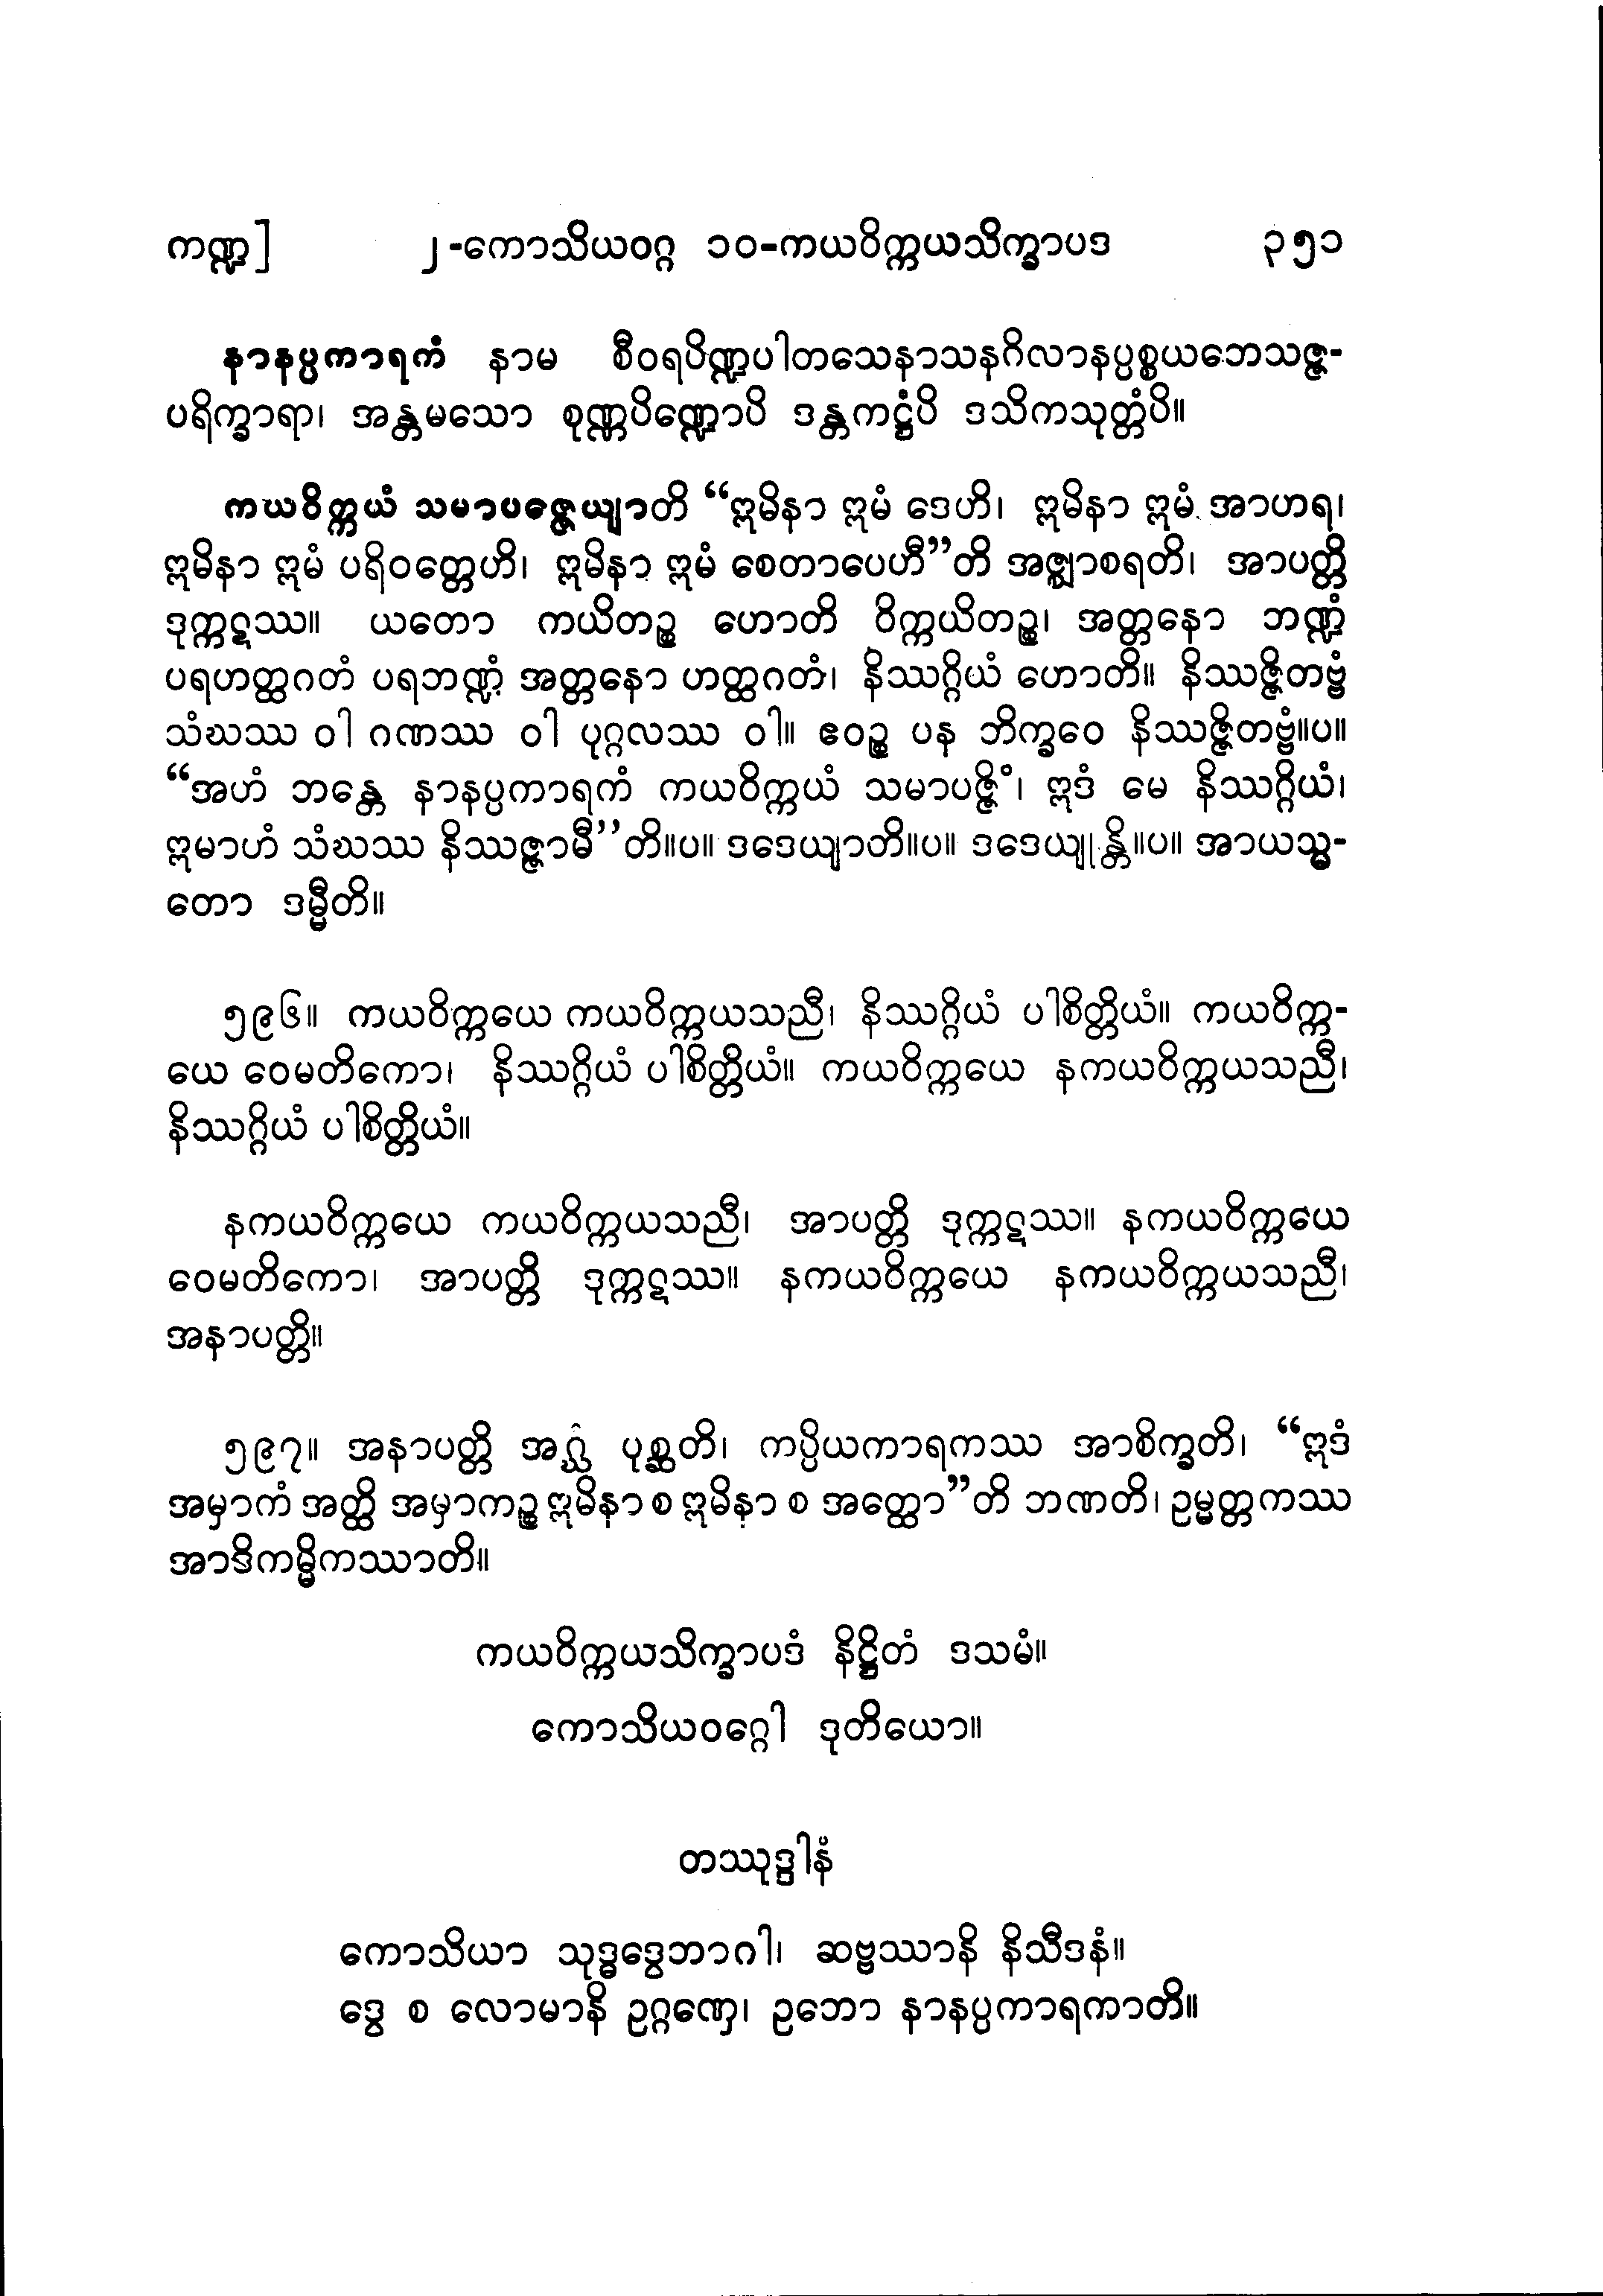 ကဏ္ဍ] ၂-ကောသိယဝဂ္ဂ ၁၀-ကယဝိက္ကယသိက္ခာပဒ ၃၅၁
နာနပ္ပကာရကံ နာမ စီဝရပိဏ္ဍပါတသေနာသနဂိလာနပ္ပစ္စယဘေသဇ္ဇ-
ပရိက္ခာရာ၊ အန္တမသော စုဏ္ဏပိဏ္ဍောပိ ဒန္တကဋ္ဌံပိ ဒသိကသုတ္တံပိ။
ကယဝိက္ကယံ သမာပဇ္ဇေယျာတိ “ဣမိနာ ဣမံ ဒေဟိ၊ ဣမိနာ ဣမံ အာဟရ၊
ဣမိနာ ဣမံ ပရိဝတ္တေဟိ၊ ဣမိနာ ဣမံ စေတာပေဟီ”တိ အဇ္ဈာစရတိ၊ အာပတ္တိ
ဒုက္ကဋဿ။ ယတော ကယိတဉ္စ ဟောတိ ဝိက္ကယိတဉ္စ၊ အတ္တနော ဘဏ္ဍံ
ပရဟတ္ထဂတံ ပရဘဏ္ဍံ အတ္တနော ဟတ္ထဂတံ၊ နိဿဂ္ဂိယံ ဟောတိ။ နိဿဇ္ဇိတဗ္ဗံ
သံဃဿ ဝါ ဂဏဿ ဝါ ပုဂ္ဂလဿ ဝါ။ ဧဝဉ္စ ပန ဘိက္ခဝေ နိဿဇ္ဇိတဗ္ဗံ။ပ။
“အဟံ ဘန္တေ နာနပ္ပကာရကံ ကယဝိက္ကယံ သမာပဇ္ဇိံ၊ ဣဒံ မေ နိဿဂ္ဂိယံ၊
ဣမာဟံ သံဃဿ နိဿဇ္ဇာမီ”တိ။ပ။ ဒဒေယျာတိ။ပ။ ဒဒေယျုန္တိ။ပ။ အာယသ္မ-
တော ဒမ္မီတိ။
၅၉၆။ ကယဝိက္ကယေ ကယဝိက္ကယသညီ၊ နိဿဂ္ဂိယံ ပါစိတ္တိယံ။ ကယဝိက္က-
ယေ ဝေမတိကော၊ နိဿဂ္ဂိယံ ပါစိတ္တိယံ။ ကယဝိက္ကယေ နကယဝိက္ကယသညီ၊
နိဿဂ္ဂိယံ ပါစိတ္တိယံ။
နကယဝိက္ကယေ ကယဝိက္ကယသညီ၊ အာပတ္တိ ဒုက္ကဋဿ။ နကယဝိက္ကယေ
ဝေမတိကော၊ အာပတ္တိ ဒုက္ကဋဿ။ နကယဝိက္ကယေ နကယဝိက္ကယသညီ၊
အနာပတ္တိ။
၅၉၇။ အနာပတ္တိ အဂ္ဃံ ပုစ္ဆတိ၊ ကပ္ပိယကာရကဿ အာစိက္ခတိ၊ “ဣဒံ
အမှာကံ အတ္ထိ အမှာကဉ္စ ဣမိနာ စ ဣမိနာ စ အတ္ထော”တိ ဘဏတိ၊ ဥမ္မတ္တကဿ
အာဒိကမ္မိကဿာတိ။
ကယဝိက္ကယသိက္ခာပဒံ နိဋ္ဌိတံ ဒသမံ။
ကောသိယဝဂ္ဂေါ ဒုတိယော။
တဿုဒ္ဒါနံ
ကောသိယာ သုဒ္ဓဒွေဘာဂါ၊ ဆဗ္ဗဿာနိ နိသီဒနံ။
ဒွေ စ လောမာနိ ဥဂ္ဂဏှေ၊ ဥဘော နာနပ္ပကာရကာတိ။